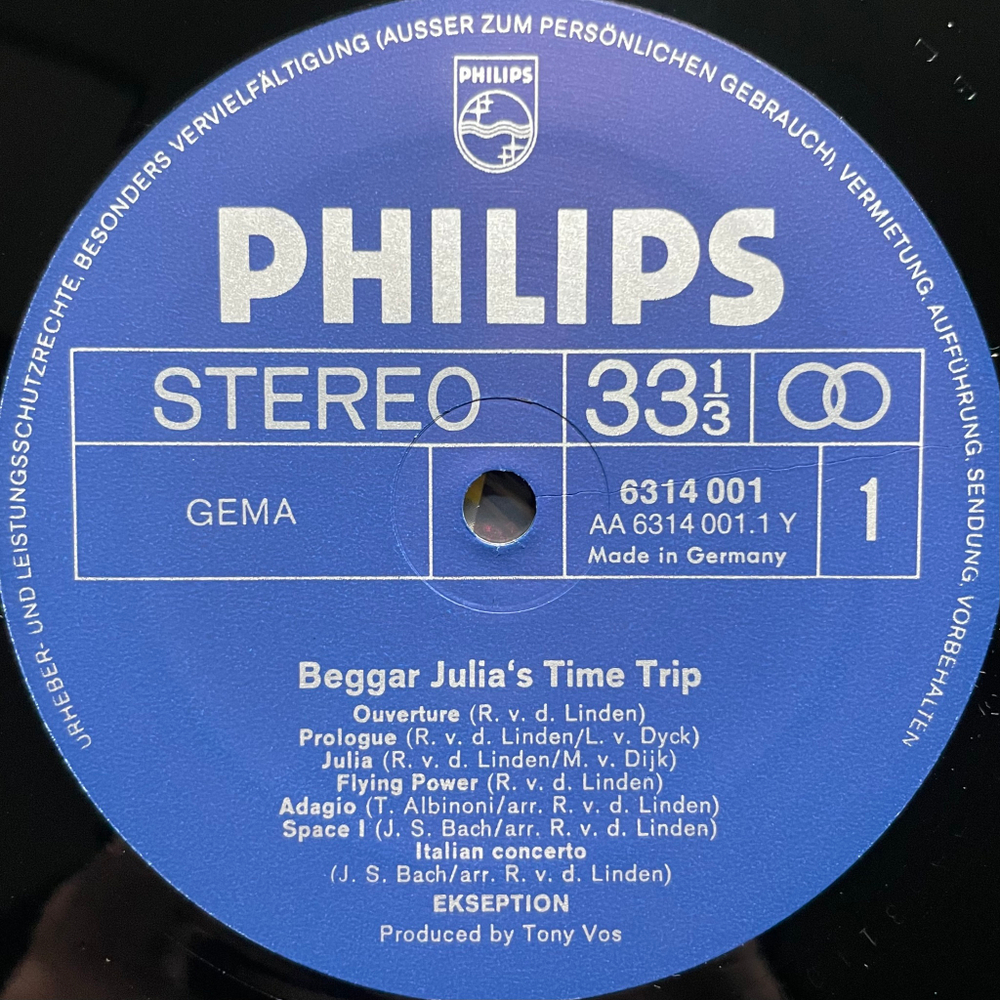 URHEBER- UND LEISTUNGSSCHUTZRECHTE, BESONDERS VERVIELFÄLTIGUNG (AUSSER ZUM PERSÖNLICHEN GEBRAUCH), VERMIETUNG, AUFFÜHRUNG, SENDUNG, VORBEHALTEN
PHILIPS
PHILIPS
STEREO 33 1/3
GEMA
6314 001
AA 6314 001.1 Y
Made in Germany
1
Beggar Julia‘s Time Trip
Ouverture (R. v. d. Linden)
Prologue (R. v. d. Linden/L. v. Dyck)
Julia (R. v. d. Linden/M. v. Dijk)
Flying Power (R. v. d. Linden)
Adagio (T. Albinoni/arr. R. v. d. Linden)
Space I (J. S. Bach/arr. R. v. d. Linden)
Italian concerto
(J. S. Bach/arr. R. v. d. Linden)
EKSEPTION
Produced by Tony Vos